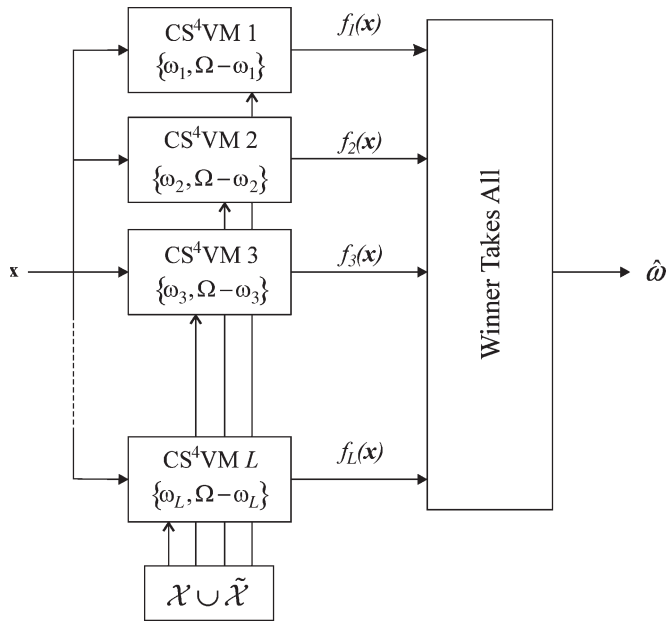 CS⁴VM 1
{ω₁, Ω−ω₁}
f₁(x)
CS⁴VM 2
{ω₂, Ω−ω₂}
f₂(x)
x
CS⁴VM 3
{ω₃, Ω−ω₃}
f₃(x)
Winner Takes All
ω̂
CS⁴VM L
{ω_L, Ω−ω_L}
f_L(x)
𝒳 ∪ 𝒳̃